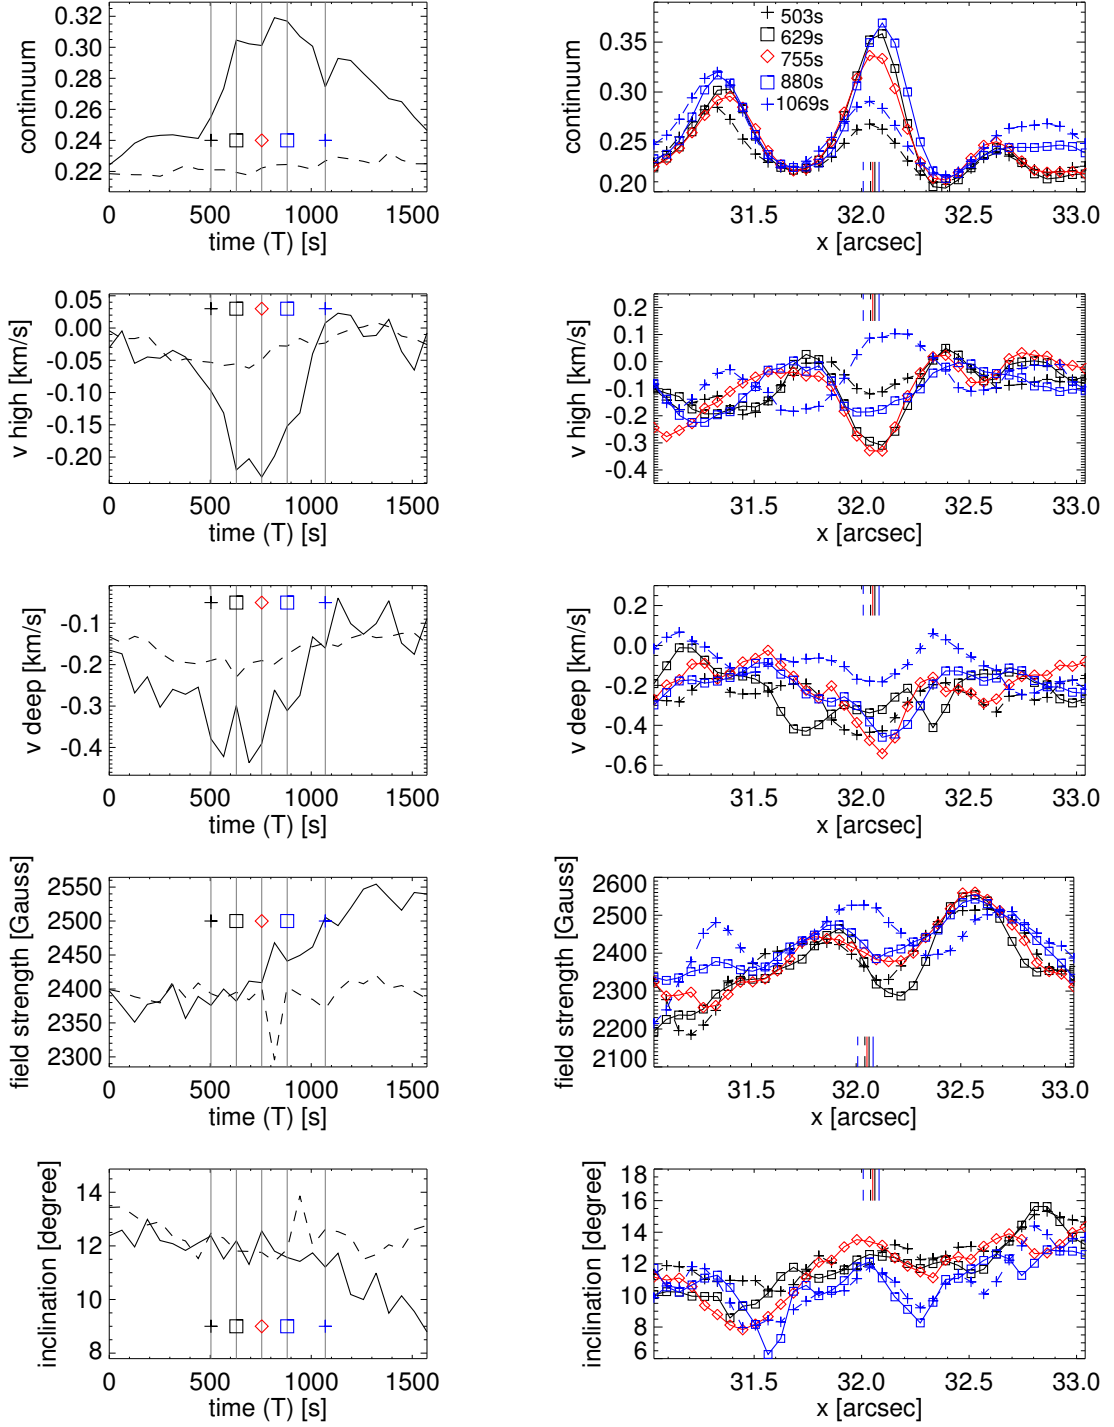 continuum
0.32
0.30
0.28
0.26
0.24
0.22
0 500 1000 1500
time (T) [s]
continuum
0.35
0.30
0.25
0.20
503s
629s
755s
880s
1069s
31.5 32.0 32.5 33.0
x [arcsec]
v high [km/s]
0.05
0.00
-0.05
-0.10
-0.15
-0.20
0 500 1000 1500
time (T) [s]
v high [km/s]
0.2
0.1
0.0
-0.1
-0.2
-0.3
-0.4
31.5 32.0 32.5 33.0
x [arcsec]
v deep [km/s]
-0.1
-0.2
-0.3
-0.4
0 500 1000 1500
time (T) [s]
v deep [km/s]
0.2
0.0
-0.2
-0.4
-0.6
31.5 32.0 32.5 33.0
x [arcsec]
field strength [Gauss]
2550
2500
2450
2400
2350
2300
0 500 1000 1500
time (T) [s]
field strength [Gauss]
2600
2500
2400
2300
2200
2100
31.5 32.0 32.5 33.0
x [arcsec]
inclination [degree]
14
12
10
8
0 500 1000 1500
time (T) [s]
inclination [degree]
18
16
14
12
10
8
6
31.5 32.0 32.5 33.0
x [arcsec]